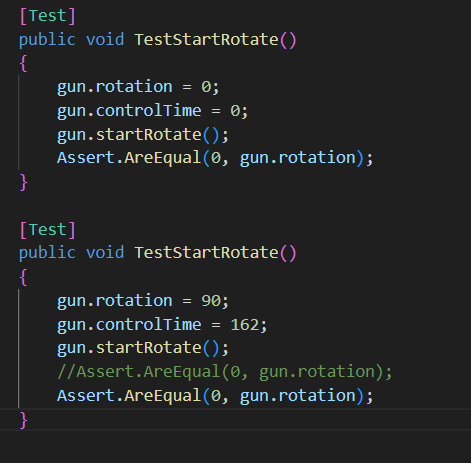 [Test]
public void TestStartRotate()
{
    gun.rotation = 0;
    gun.controlTime = 0;
    gun.startRotate();
    Assert.AreEqual(0, gun.rotation);
}

[Test]
public void TestStartRotate()
{
    gun.rotation = 90;
    gun.controlTime = 162;
    gun.startRotate();
    //Assert.AreEqual(0, gun.rotation);
    Assert.AreEqual(0, gun.rotation);
}